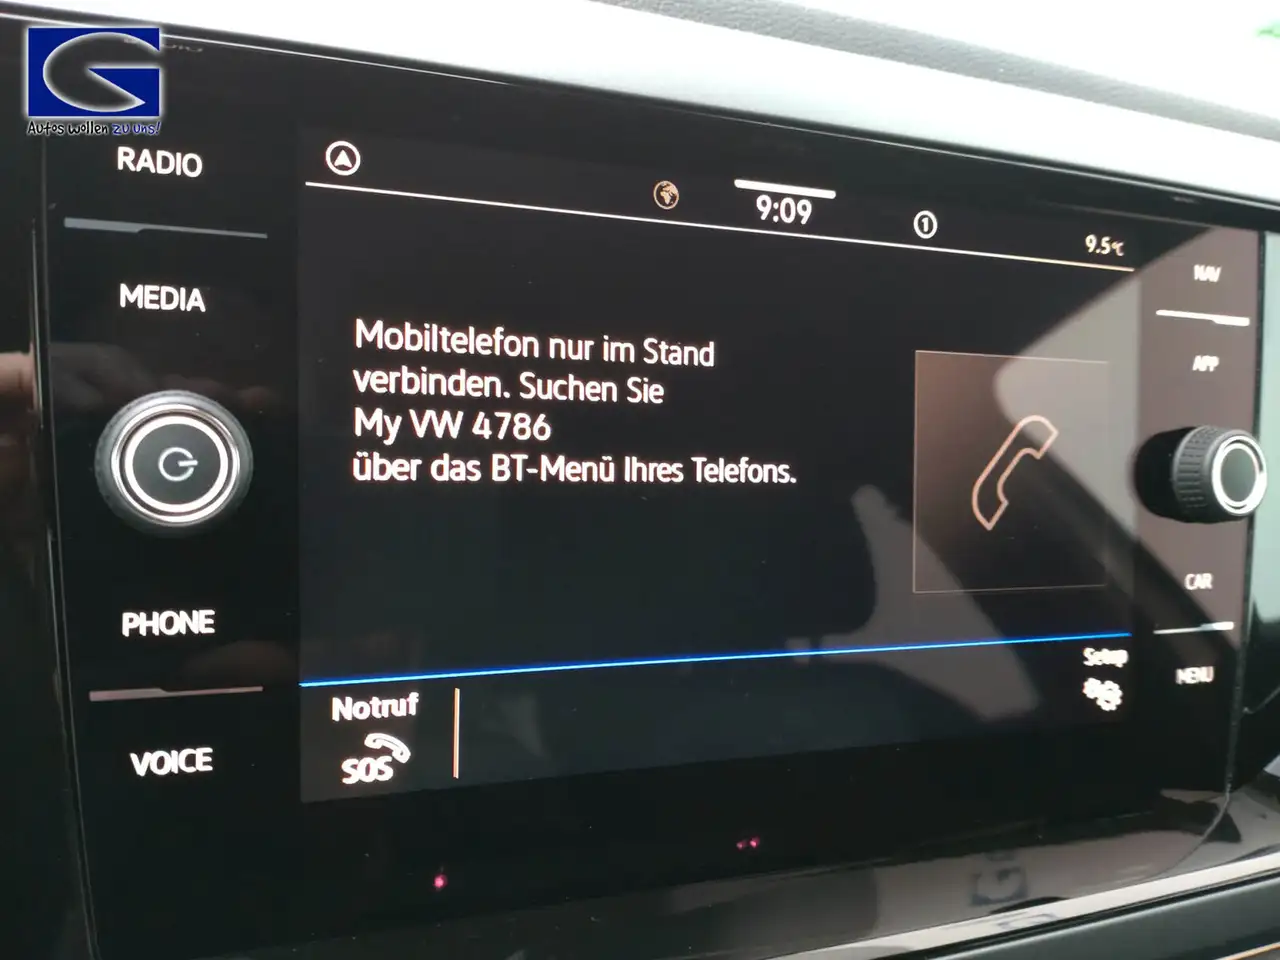 G
Autos wollen zu uns!
RADIO
MEDIA
PHONE
VOICE
9:09
1
9.5°C
Mobiltelefon nur im Stand
verbinden. Suchen Sie
My VW 4786
über das BT-Menü Ihres Telefons.
Notruf
SOS
Setup
NAV
APP
CAR
MENU